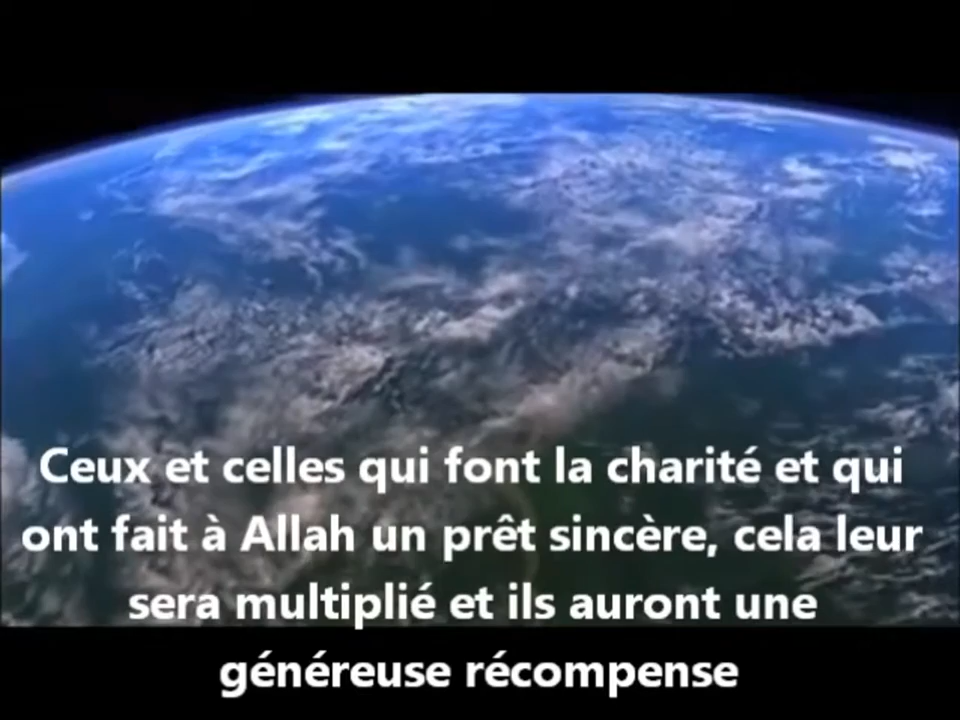 Ceux et celles qui font la charité et qui
ont fait à Allah un prêt sincère, cela leur
sera multiplié et ils auront une
généreuse récompense